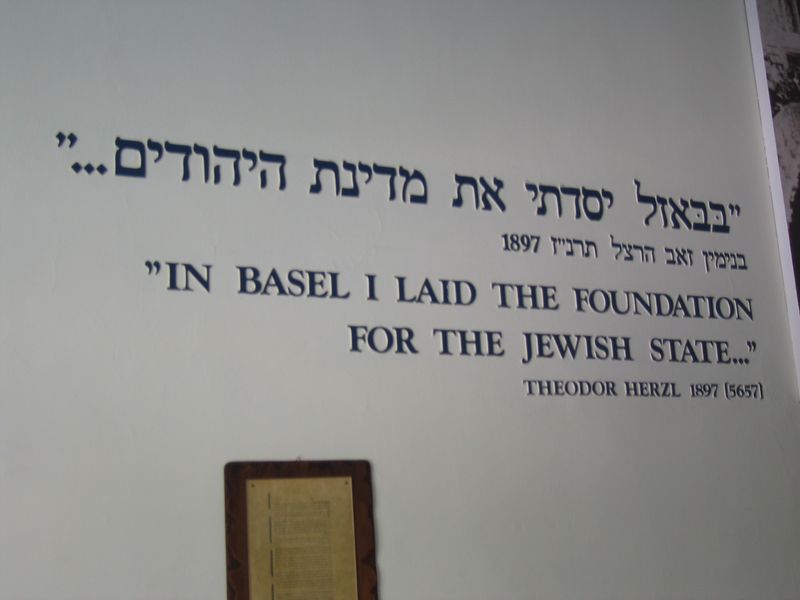 "בבאזל יסדתי את מדינת היהודים..."
בנימין זאב הרצל תרנ"ז 1897
"IN BASEL I LAID THE FOUNDATION
FOR THE JEWISH STATE..."
THEODOR HERZL 1897 (5657)